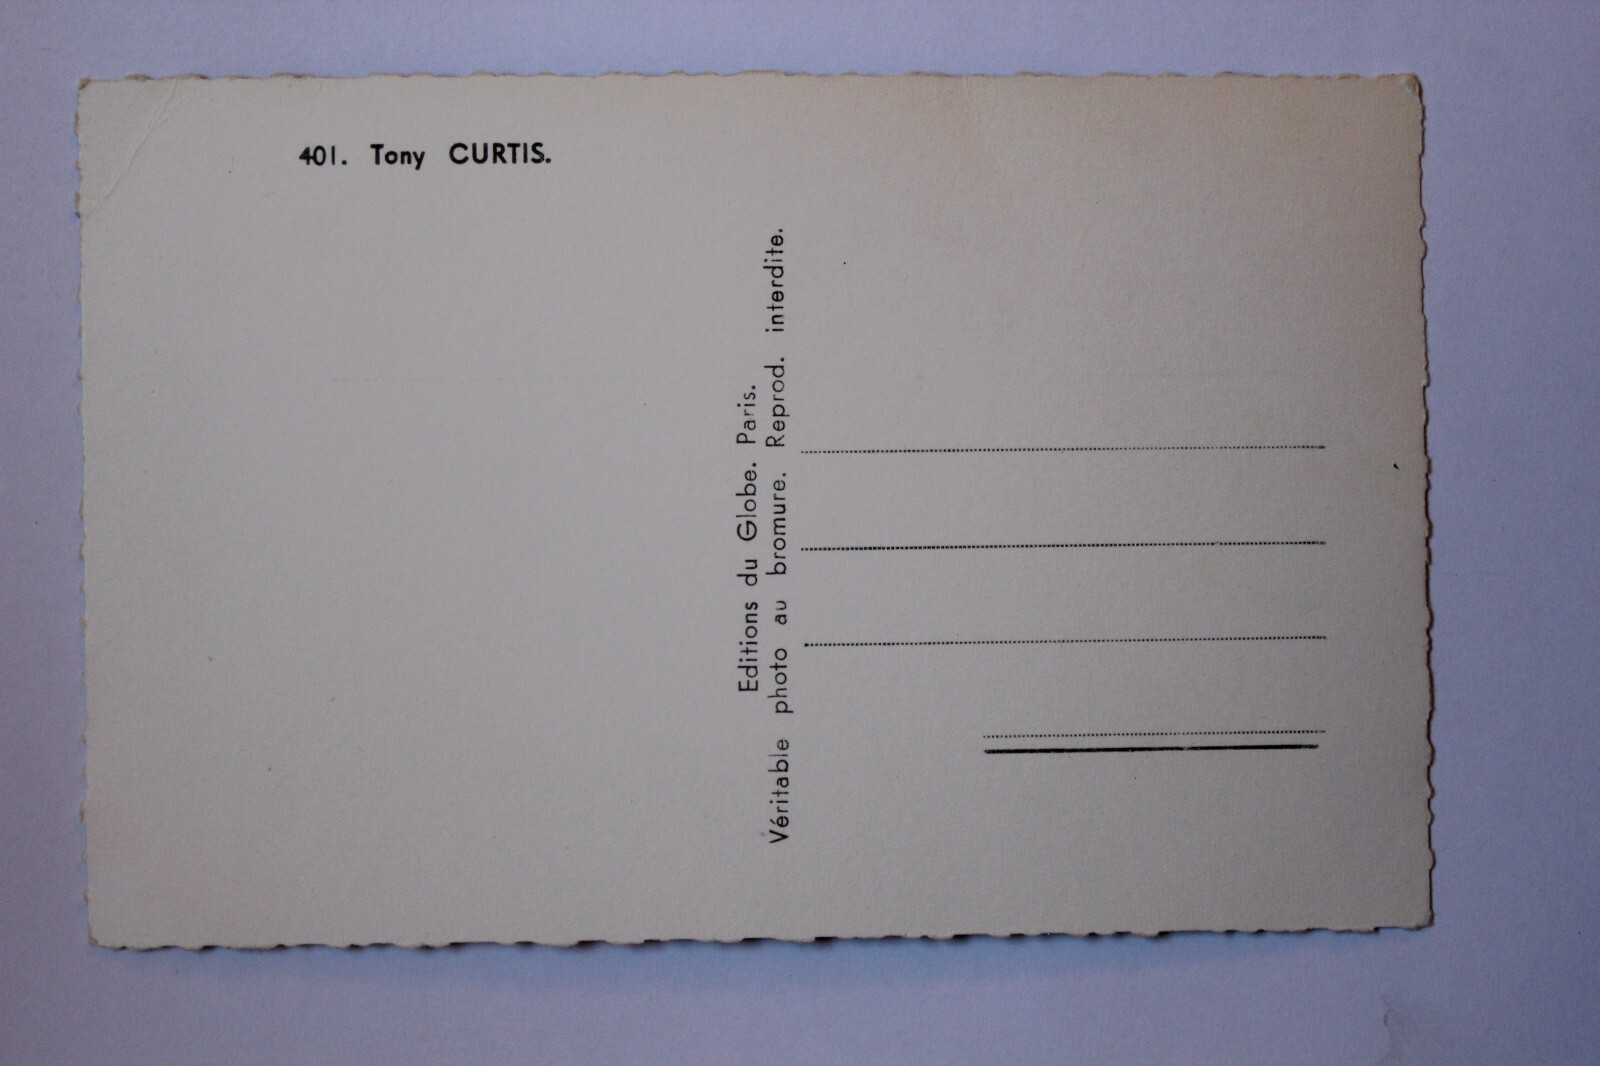 401. Tony CURTIS.
Editions du Globe. Paris.
Véritable photo au bromure. Reprod. interdite.